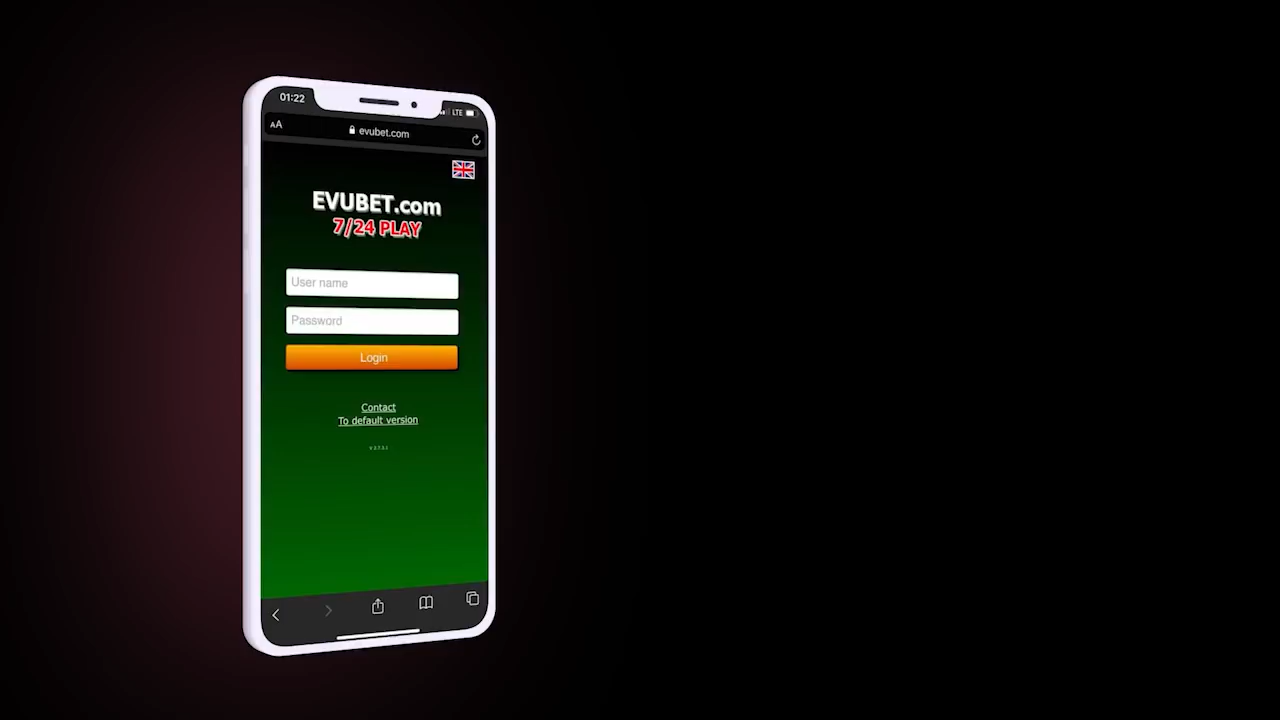 01:22
LTE
AA
evubet.com
EVUBET.com
7/24 PLAY
User name
Password
Login
Contact
To default version